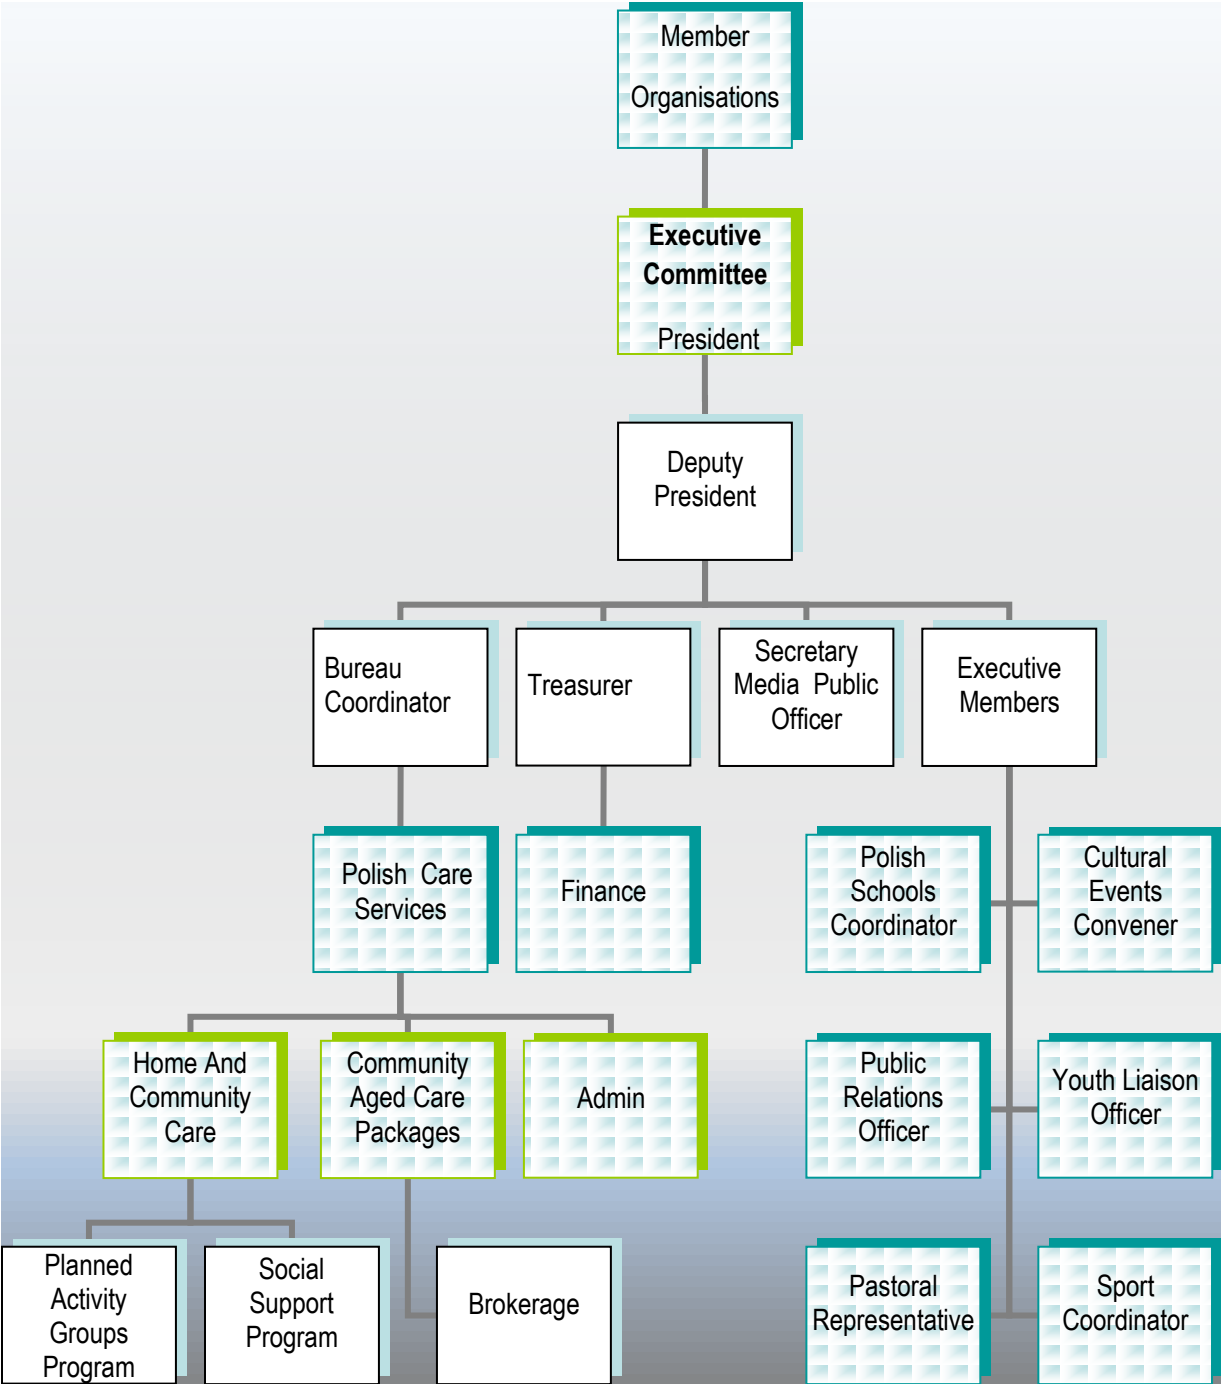 Member
Organisations
Executive
Committee
President
Deputy
President
Bureau
Coordinator
Treasurer
Secretary
Media Public
Officer
Executive
Members
Polish Care
Services
Finance
Polish
Schools
Coordinator
Cultural
Events
Convener
Home And
Community
Care
Community
Aged Care
Packages
Admin
Public
Relations
Officer
Youth Liaison
Officer
Planned
Activity
Groups
Program
Social
Support
Program
Brokerage
Pastoral
Representative
Sport
Coordinator